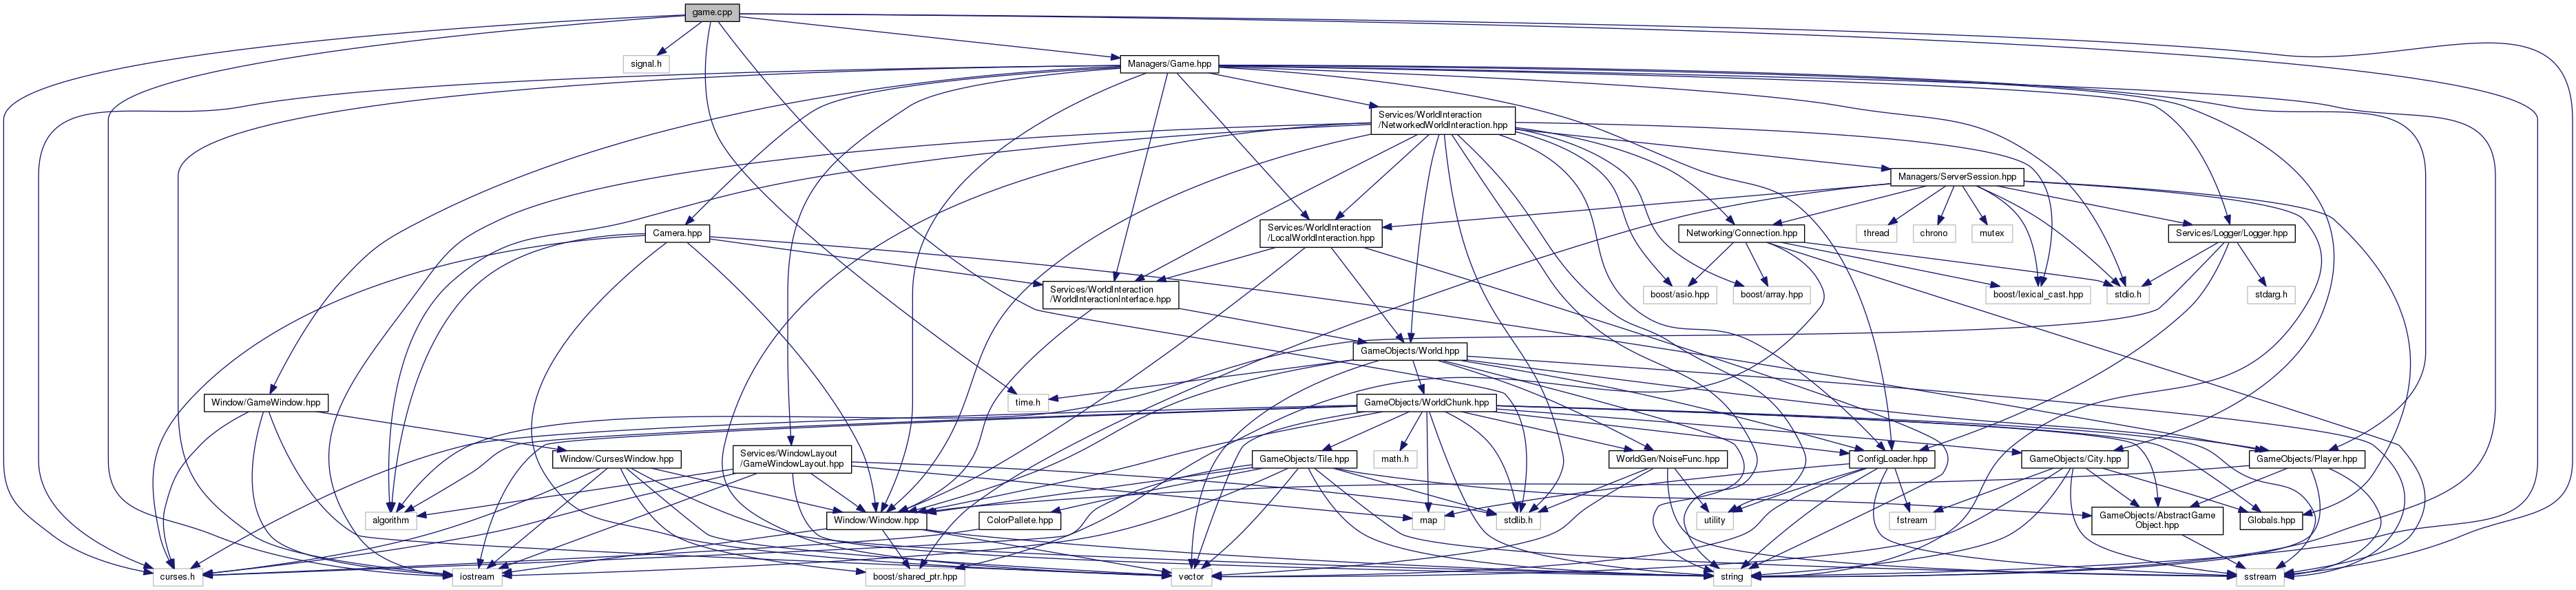 game.cpp
signal.h
Managers/Game.hpp
Services/WorldInteraction
/NetworkedWorldInteraction.hpp
Managers/ServerSession.hpp
Camera.hpp
Services/WorldInteraction
/LocalWorldInteraction.hpp
Networking/Connection.hpp
thread
chrono
mutex
Services/Logger/Logger.hpp
Services/WorldInteraction
/WorldInteractionInterface.hpp
boost/asio.hpp
boost/array.hpp
boost/lexical_cast.hpp
stdio.h
stdarg.h
GameObjects/World.hpp
Window/GameWindow.hpp
time.h
GameObjects/WorldChunk.hpp
Window/CursesWindow.hpp
Services/WindowLayout
/GameWindowLayout.hpp
GameObjects/Tile.hpp
math.h
WorldGen/NoiseFunc.hpp
ConfigLoader.hpp
GameObjects/City.hpp
GameObjects/Player.hpp
algorithm
Window/Window.hpp
ColorPallete.hpp
map
stdlib.h
utility
fstream
GameObjects/AbstractGame
Object.hpp
Globals.hpp
curses.h
iostream
boost/shared_ptr.hpp
vector
string
sstream